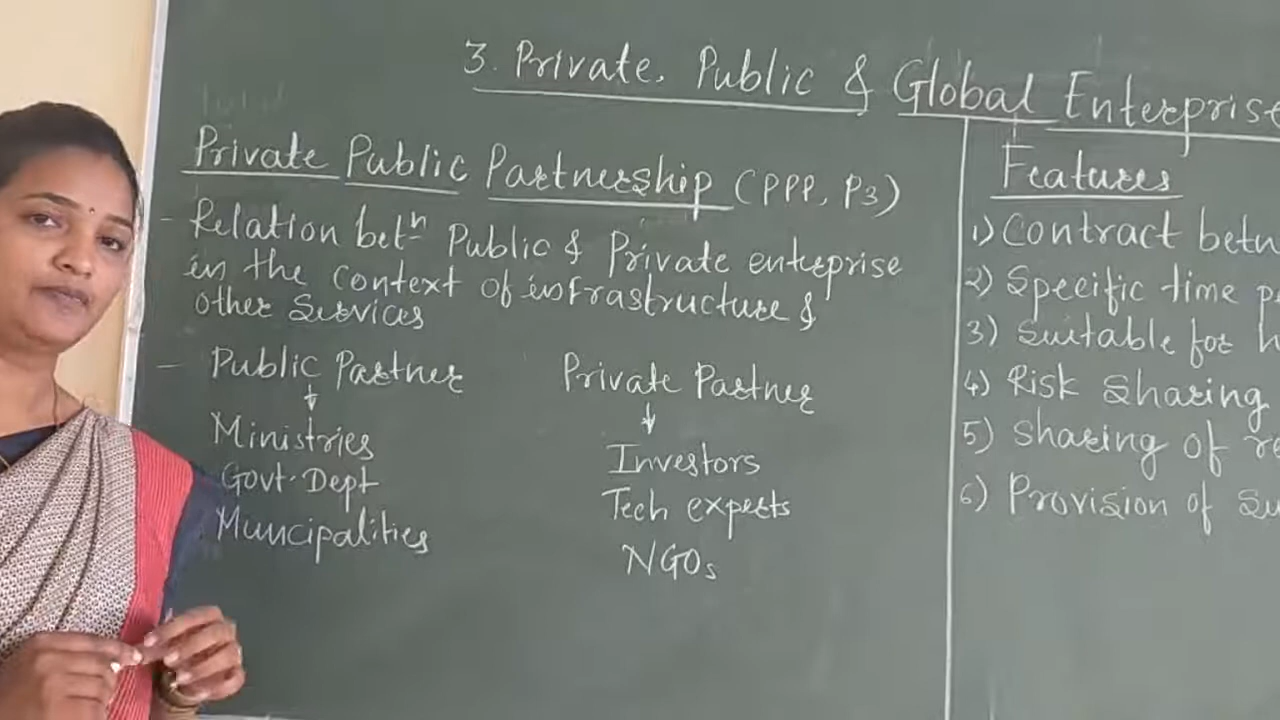 3. Private, Public & Global Enterprise
Private Public Partnership (PPP, P3)
- Relation betn Public & Private enterprise
in the context of infrastructure &
other Services
- Public Partner Private Partner
Ministries Investors
Govt. Dept Tech experts
Muncipalities NGOs
Features
1) Contract betn
2) Specific time
3) Suitable for
4) Risk Sharing
5) Sharing of
6) Provision of